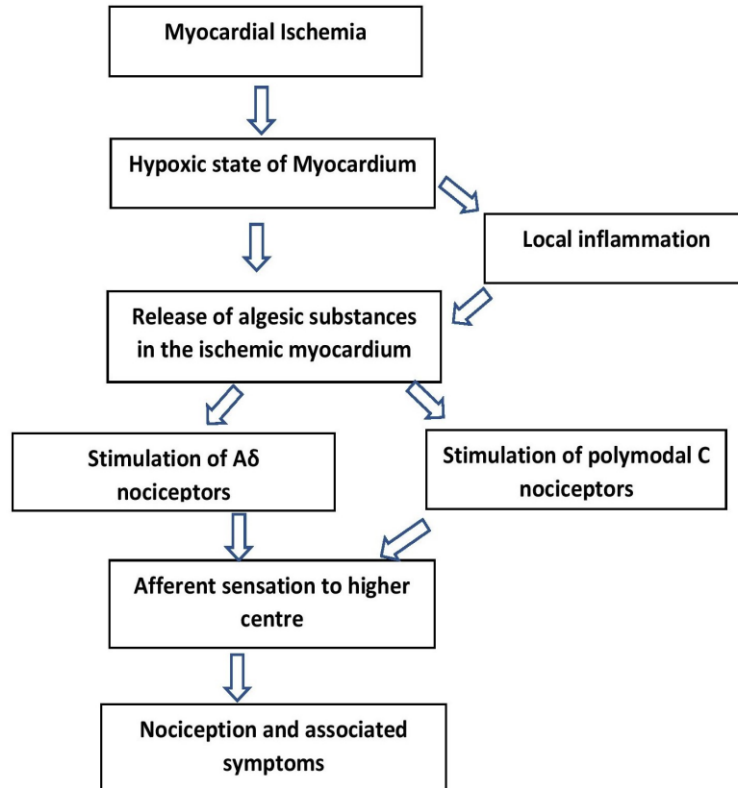 Myocardial Ischemia
Hypoxic state of Myocardium
Local inflammation
Release of algesic substances
in the ischemic myocardium
Stimulation of Aδ
nociceptors
Stimulation of polymodal C
nociceptors
Afferent sensation to higher
centre
Nociception and associated
symptoms